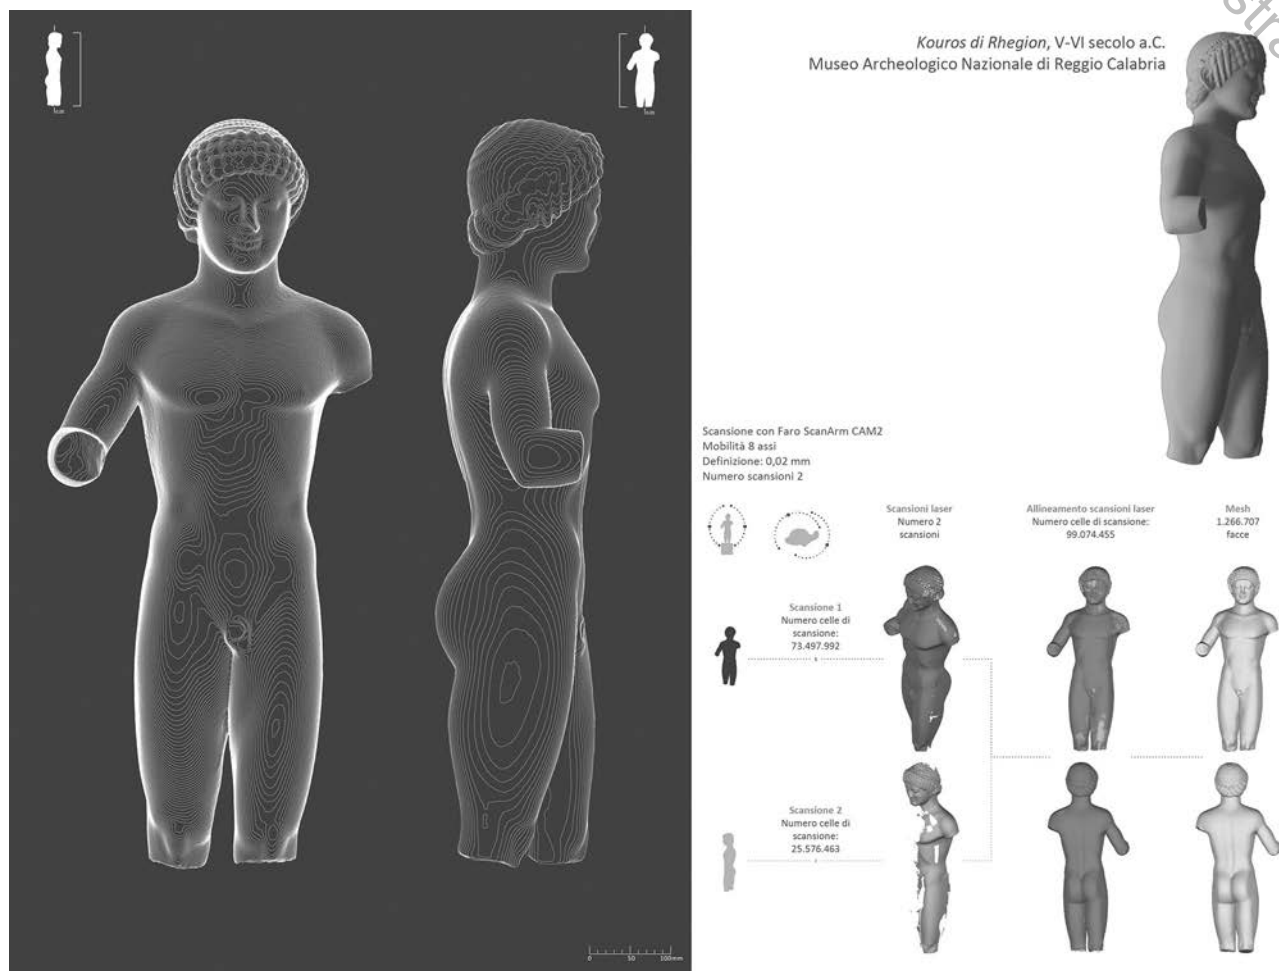 Kouros di Rhegion, V-VI secolo a.C.
Museo Archeologico Nazionale di Reggio Calabria
Scansione con Faro ScanArm CAM2
Mobilità 8 assi
Definizione: 0,02 mm
Numero scansioni 2
Scansioni laser
Numero 2
scansioni
Allineamento scansioni laser
Numero celle di scansione:
99.074.455
Mesh
1.266.707
facce
Scansione 1
Numero celle di
scansione:
73.497.992
Scansione 2
Numero celle di
scansione:
25.576.463
0 50 100mm